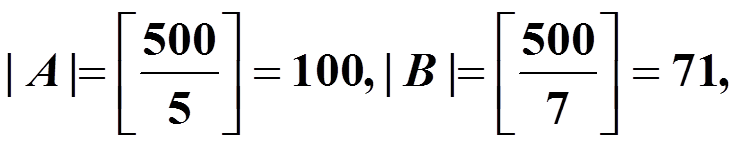 | A |= [500/5] = 100, | B |= [500/7] = 71,